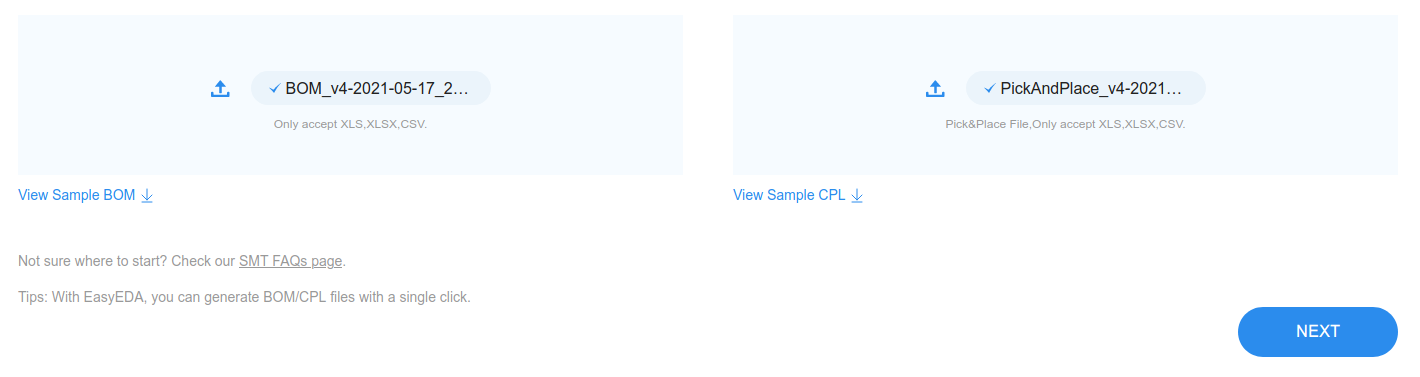 BOM_v4-2021-05-17_2...
Only accept XLS,XLSX,CSV.
PickAndPlace_v4-2021...
Pick&Place File,Only accept XLS,XLSX,CSV.
View Sample BOM
View Sample CPL
Not sure where to start? Check our SMT FAQs page.
Tips: With EasyEDA, you can generate BOM/CPL files with a single click.
NEXT